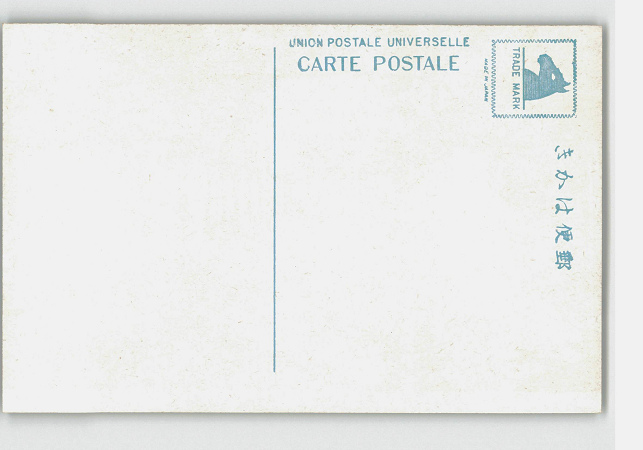 UNION POSTALE UNIVERSELLE
CARTE POSTALE
TRADE MARK
MADE IN JAPAN
郵便はかき